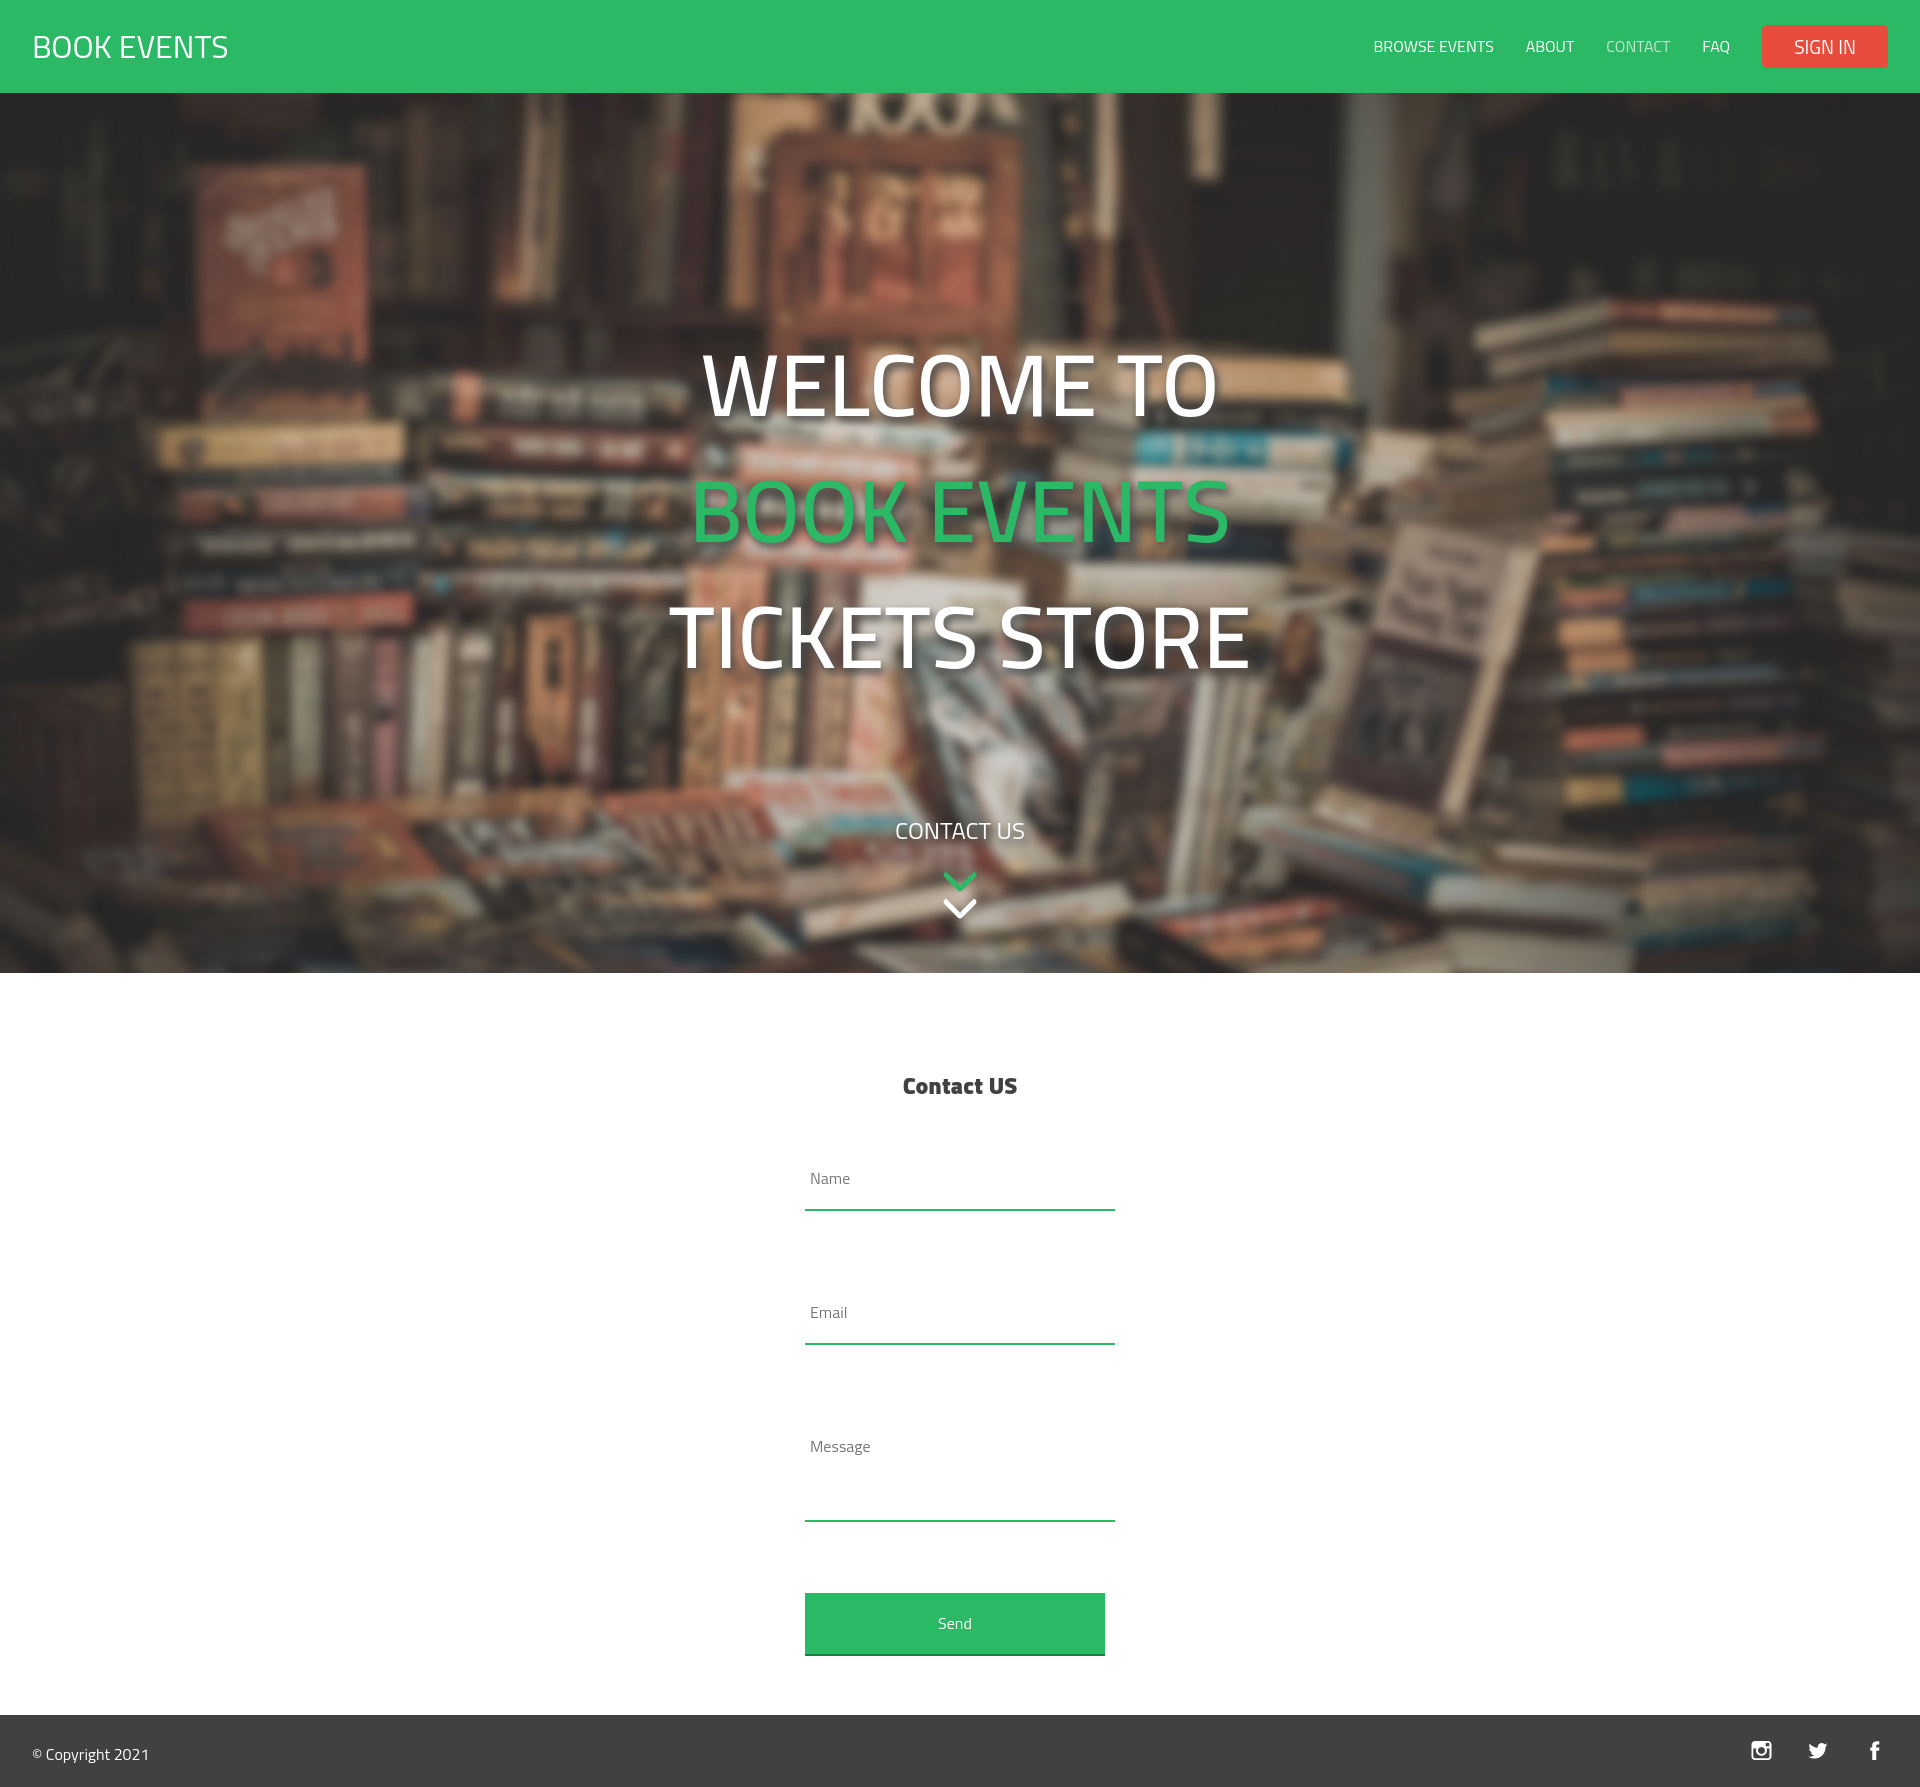 BOOK EVENTS
BROWSE EVENTS ABOUT CONTACT FAQ SIGN IN
WELCOME TO
BOOK EVENTS
TICKETS STORE
CONTACT US
Contact US
Name
Email
Message
Send
© Copyright 2021